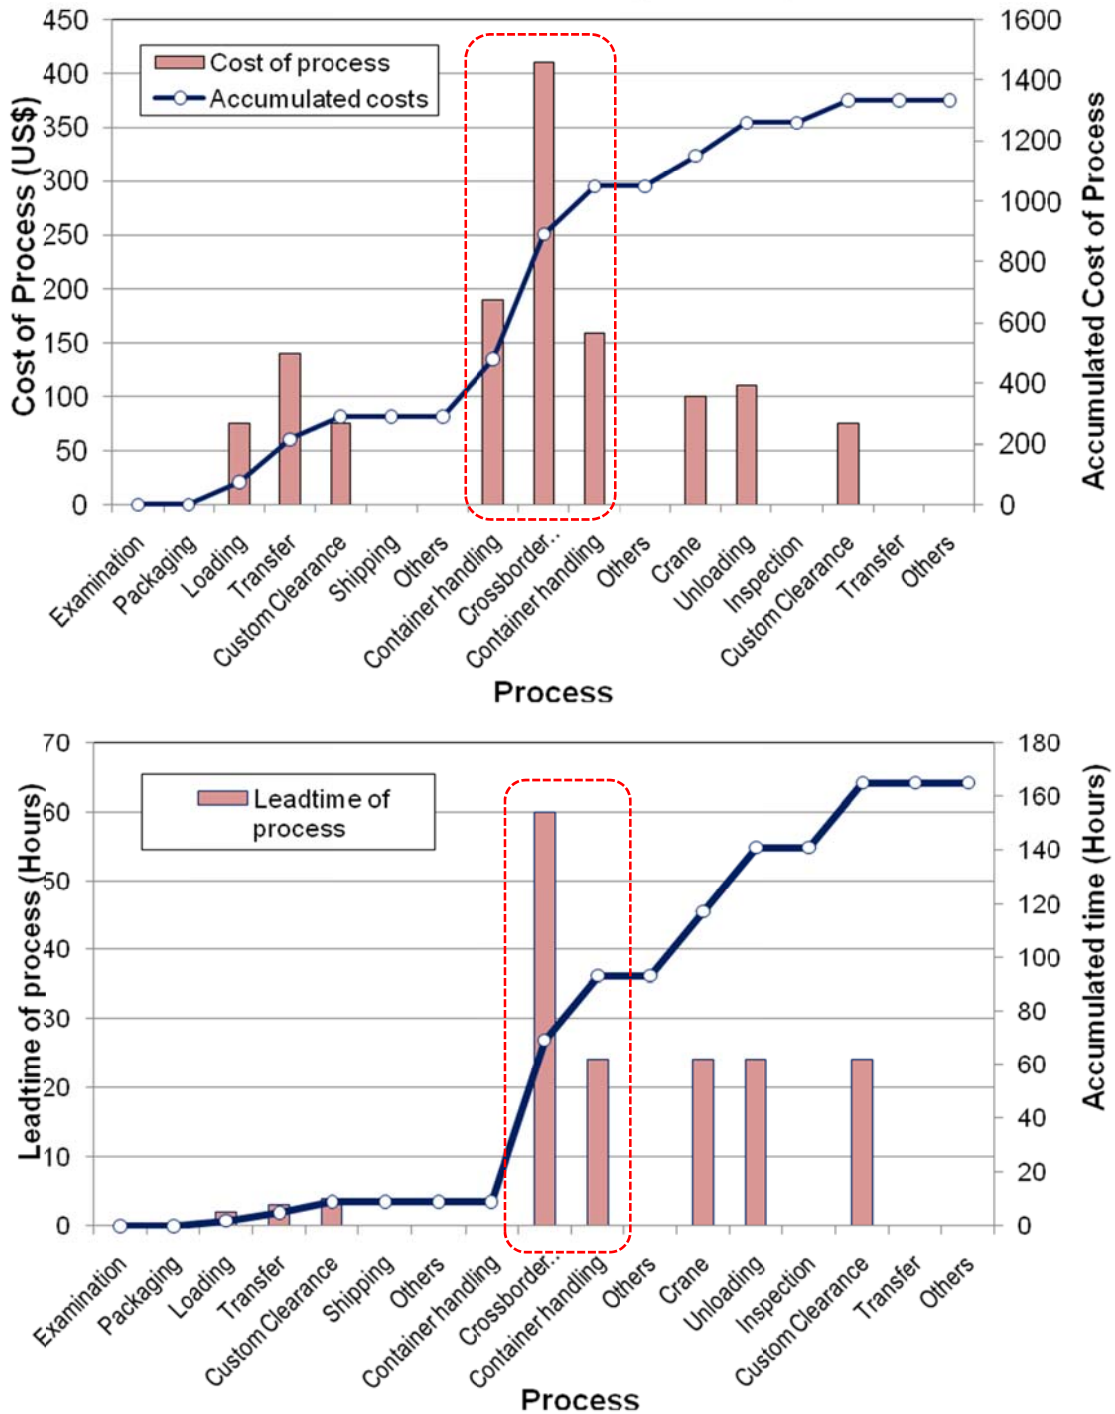 450
400
350
300
250
200
150
100
50
0
Cost of Process (US$)
Cost of process
Accumulated costs
1600
1400
1200
1000
800
600
400
200
0
Accumulated Cost of Process
Examination
Packaging
Loading
Transfer
Custom Clearance
Shipping
Others
Container handling
Crossborder..
Container handling
Others
Crane
Unloading
Inspection
Custom Clearance
Transfer
Others
Process
70
60
50
40
30
20
10
0
Leadtime of process (Hours)
Leadtime of
process
180
160
140
120
100
80
60
40
20
0
Accumulated time (Hours)
Examination
Packaging
Loading
Transfer
Custom Clearance
Shipping
Others
Container handling
Crossborder..
Container handling
Others
Crane
Unloading
Inspection
Custom Clearance
Transfer
Others
Process